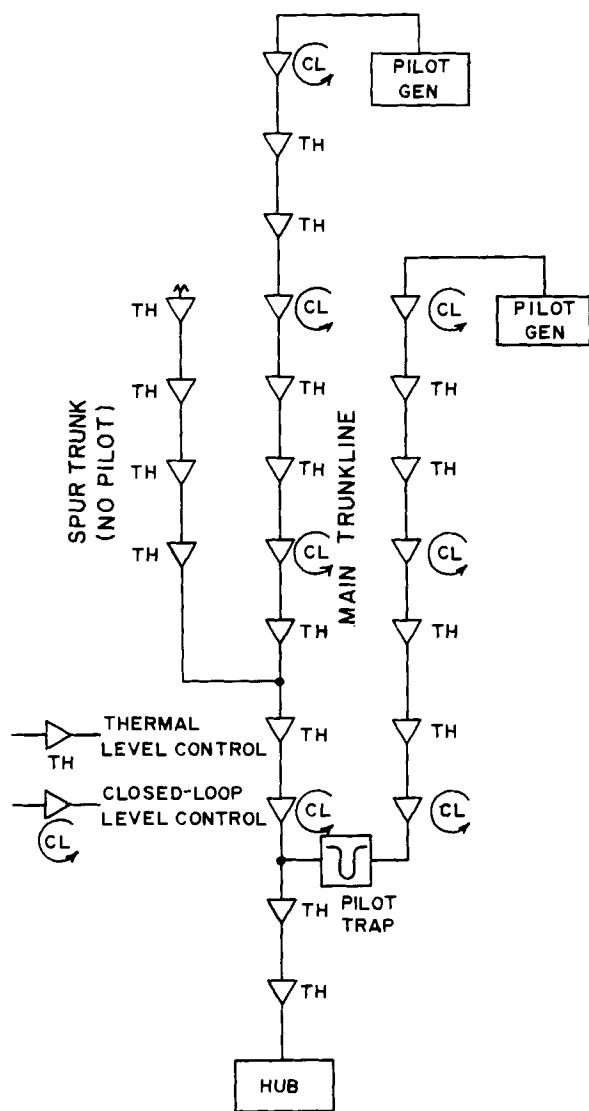 CL
PILOT
GEN
TH
TH
TH
CL
CL
PILOT
GEN
TH
TH
TH
SPUR TRUNK
(NO PILOT)
TH
TH
TH
MAIN TRUNKLINE
TH
CL
CL
TH
TH
THERMAL
LEVEL CONTROL
TH
TH
TH
CLOSED-LOOP
LEVEL CONTROL
CL
CL
CL
TH
PILOT
TRAP
TH
HUB